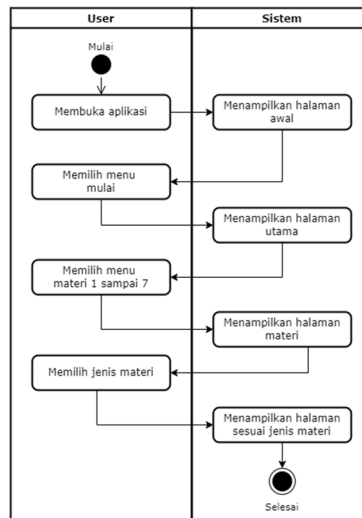 User
Sistem
Mulai
Membuka aplikasi
Menampilkan halaman
awal
Memilih menu
mulai
Menampilkan halaman
utama
Memilih menu
materi 1 sampai 7
Menampilkan halaman
materi
Memilih jenis materi
Menampilkan halaman
sesuai jenis materi
Selesai